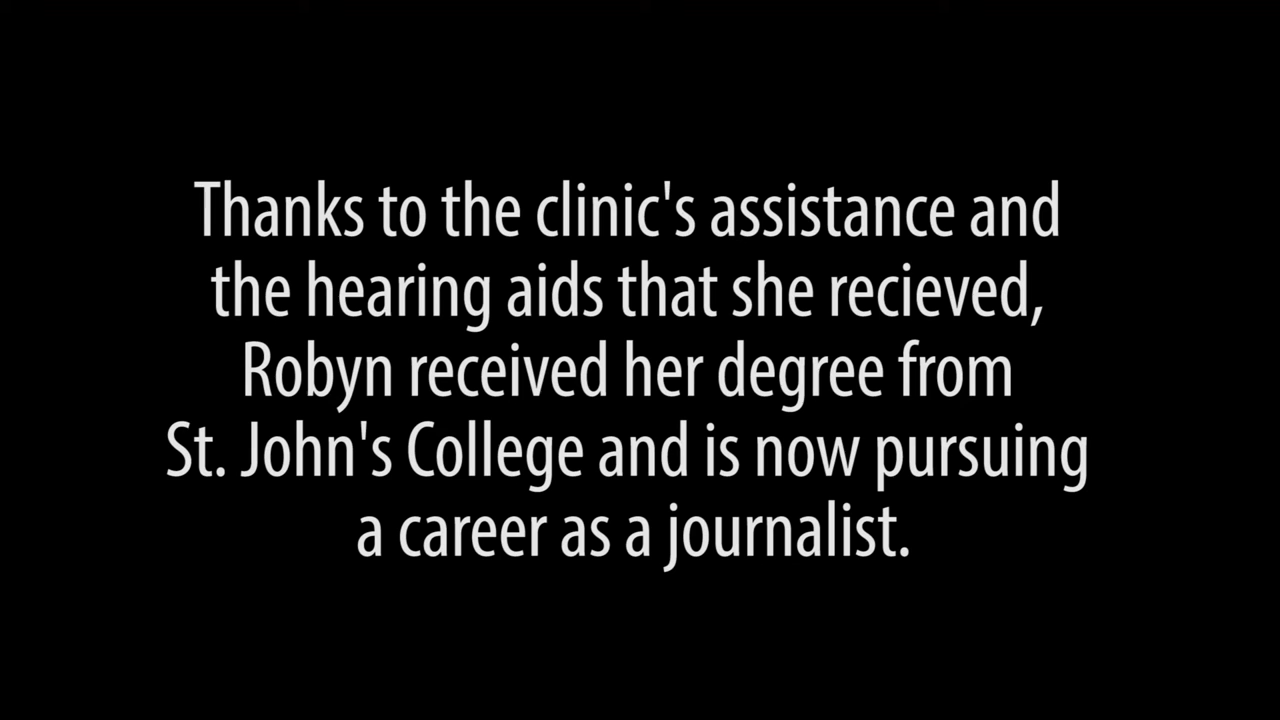 Thanks to the clinic's assistance and
the hearing aids that she recieved,
Robyn received her degree from
St. John's College and is now pursuing
a career as a journalist.